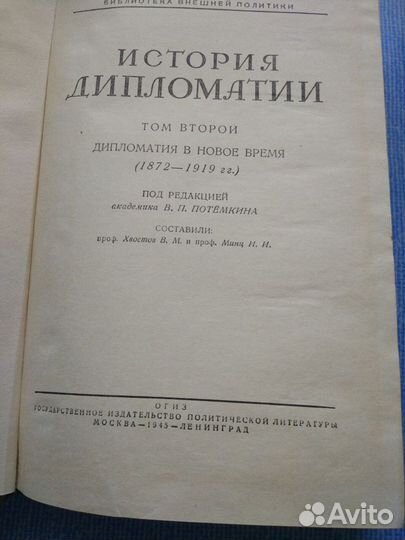 БИБЛИОТЕКА ВНЕШНЕЙ ПОЛИТИКИ
ИСТОРИЯ
ДИПЛОМАТИИ
ТОМ ВТОРОЙ
ДИПЛОМАТИЯ В НОВОЕ ВРЕМЯ
(1872—1919 гг.)
ПОД РЕДАКЦИЕЙ
академика В. П. ПОТЁМКИНА
СОСТАВИЛИ:
проф. Хвостов В. М. и проф. Минц И. И.
ОГИЗ
ГОСУДАРСТВЕННОЕ ИЗДАТЕЛЬСТВО ПОЛИТИЧЕСКОЙ ЛИТЕРАТУРЫ
МОСКВА—1945—ЛЕНИНГРАД
Avito